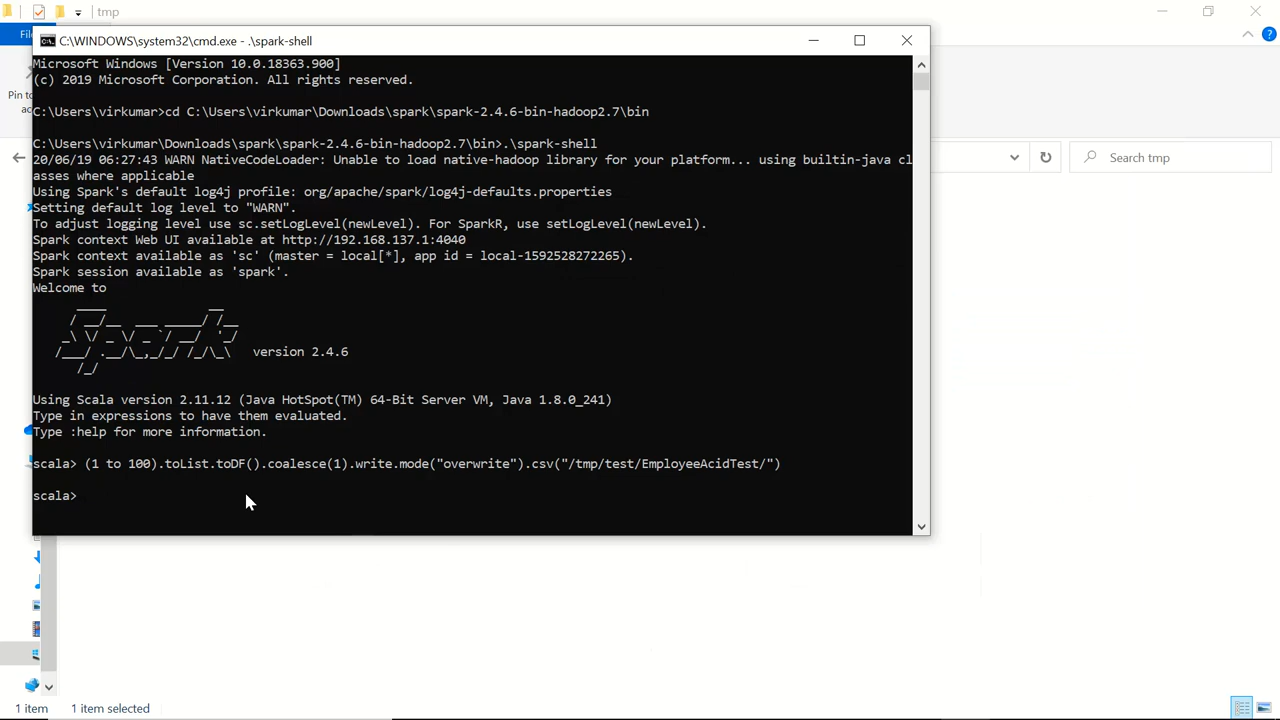 tmp
C:\WINDOWS\system32\cmd.exe - .\spark-shell
Microsoft Windows [Version 10.0.18363.900]
(c) 2019 Microsoft Corporation. All rights reserved.
C:\Users\virkumar>cd C:\Users\virkumar\Downloads\spark\spark-2.4.6-bin-hadoop2.7\bin
C:\Users\virkumar\Downloads\spark\spark-2.4.6-bin-hadoop2.7\bin>.\spark-shell
20/06/19 06:27:43 WARN NativeCodeLoader: Unable to load native-hadoop library for your platform... using builtin-java cl
asses where applicable
Using Spark's default log4j profile: org/apache/spark/log4j-defaults.properties
Setting default log level to "WARN".
To adjust logging level use sc.setLogLevel(newLevel). For SparkR, use setLogLevel(newLevel).
Spark context Web UI available at http://192.168.137.1:4040
Spark context available as 'sc' (master = local[*], app id = local-1592528272265).
Spark session available as 'spark'.
Welcome to
Spark version 2.4.6
Using Scala version 2.11.12 (Java HotSpot(TM) 64-Bit Server VM, Java 1.8.0_241)
Type in expressions to have them evaluated.
Type :help for more information.
scala> (1 to 100).toList.toDF().coalesce(1).write.mode("overwrite").csv("/tmp/test/EmployeeAcidTest/")
scala>
Pin to
Search tmp
1 item
1 item selected